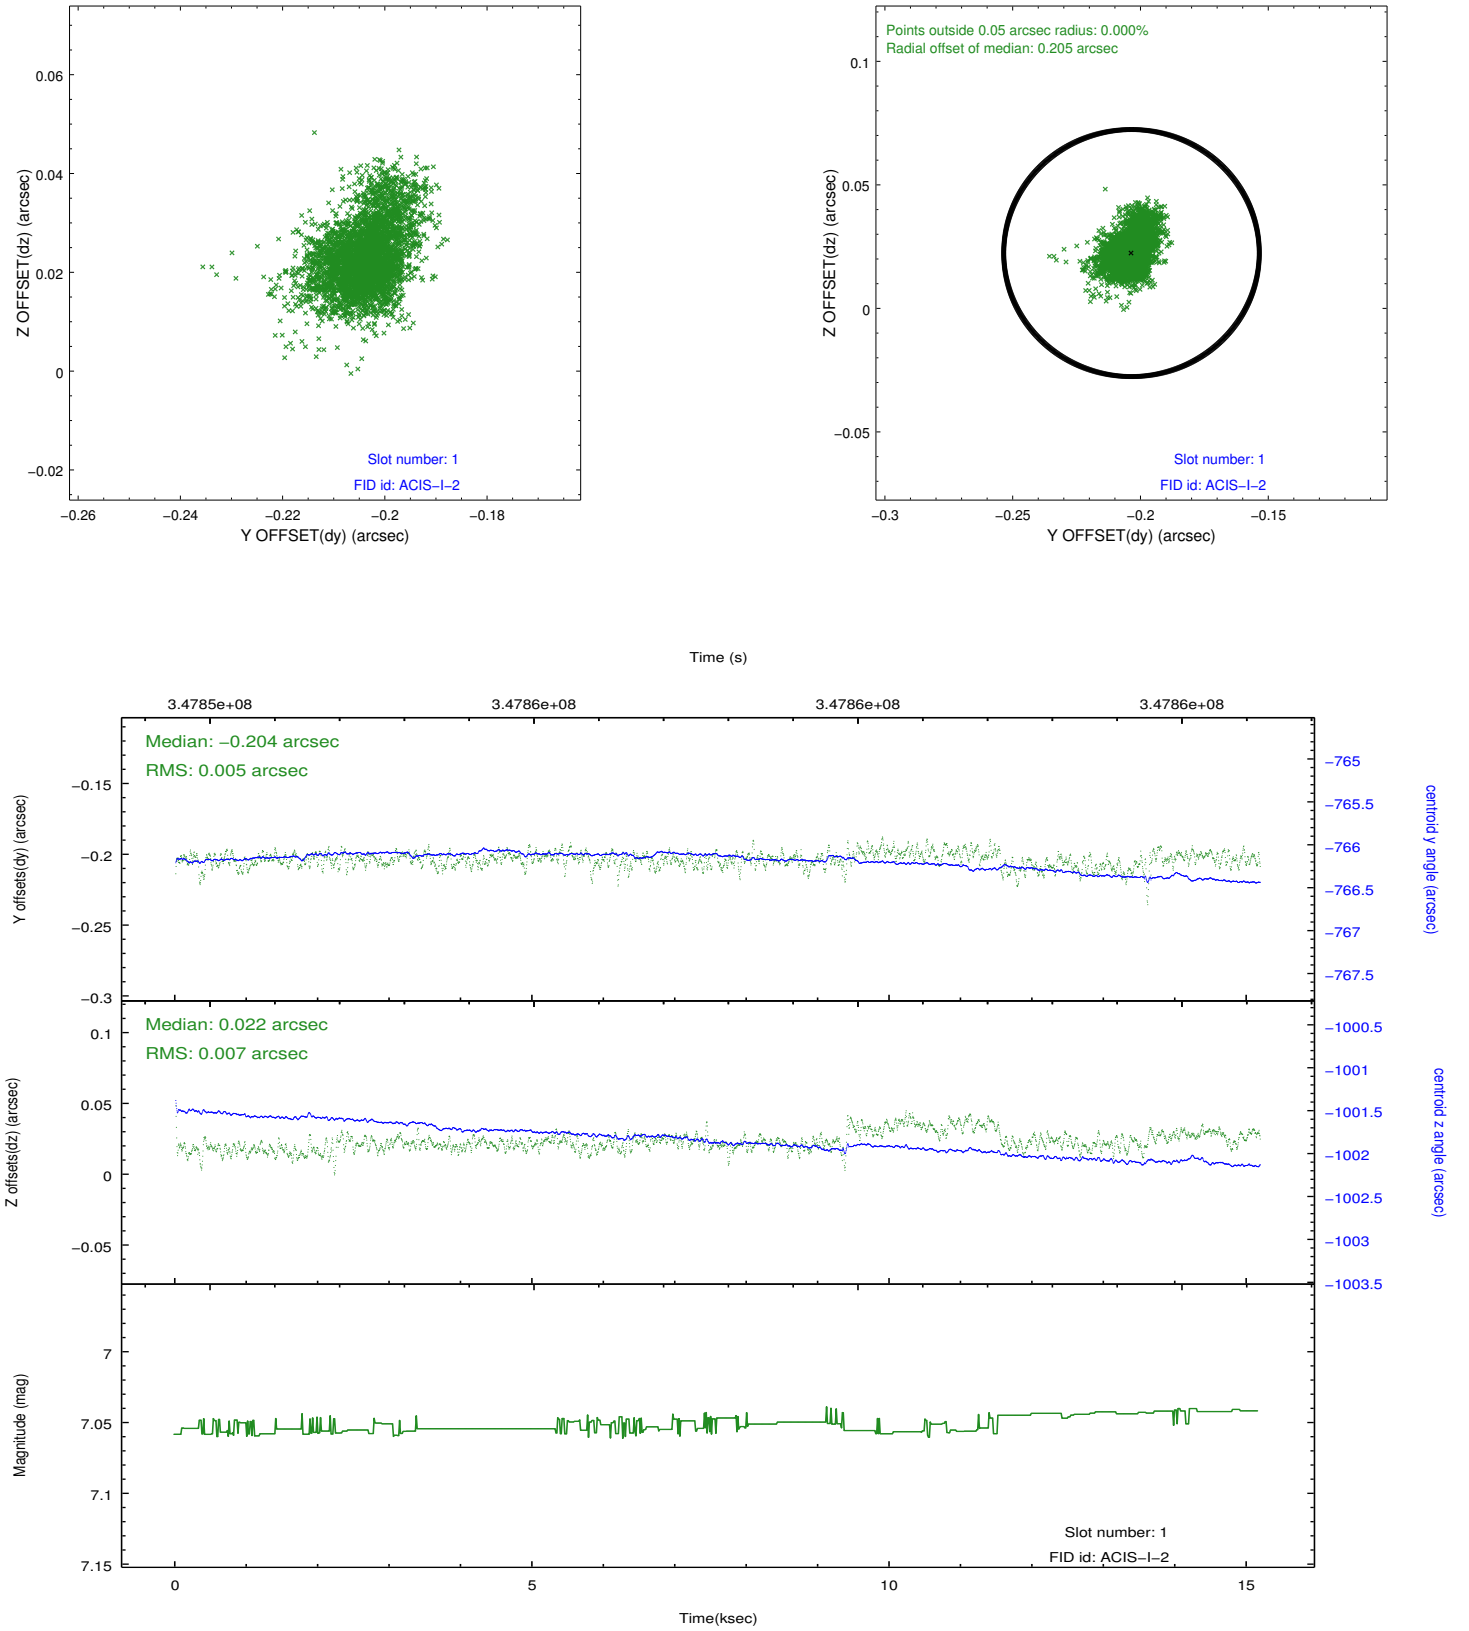 0.06
0.04
0.02
0
−0.02
Z OFFSET(dz) (arcsec)
Slot number: 1
FID id: ACIS−I−2
−0.26 −0.24 −0.22 −0.2 −0.18
Y OFFSET(dy) (arcsec)
Points outside 0.05 arcsec radius: 0.000%
Radial offset of median: 0.205 arcsec
0.1
0.05
0
−0.05
Z OFFSET(dz) (arcsec)
Slot number: 1
FID id: ACIS−I−2
−0.3 −0.25 −0.2 −0.15
Y OFFSET(dy) (arcsec)
Time (s)
3.4785e+08 3.4786e+08 3.4786e+08 3.4786e+08
Median: −0.204 arcsec
RMS: 0.005 arcsec
−0.15
−0.2
−0.25
−0.3
Y offsets(dy) (arcsec)
−765
−765.5
−766
−766.5
−767
−767.5
centroid y angle (arcsec)
Median: 0.022 arcsec
RMS: 0.007 arcsec
0.1
0.05
0
−0.05
Z offsets(dz) (arcsec)
−1000.5
−1001
−1001.5
−1002
−1002.5
−1003
−1003.5
centroid z angle (arcsec)
7
7.05
7.1
7.15
Magnitude (mag)
Slot number: 1
FID id: ACIS−I−2
0 5 10 15
Time(ksec)